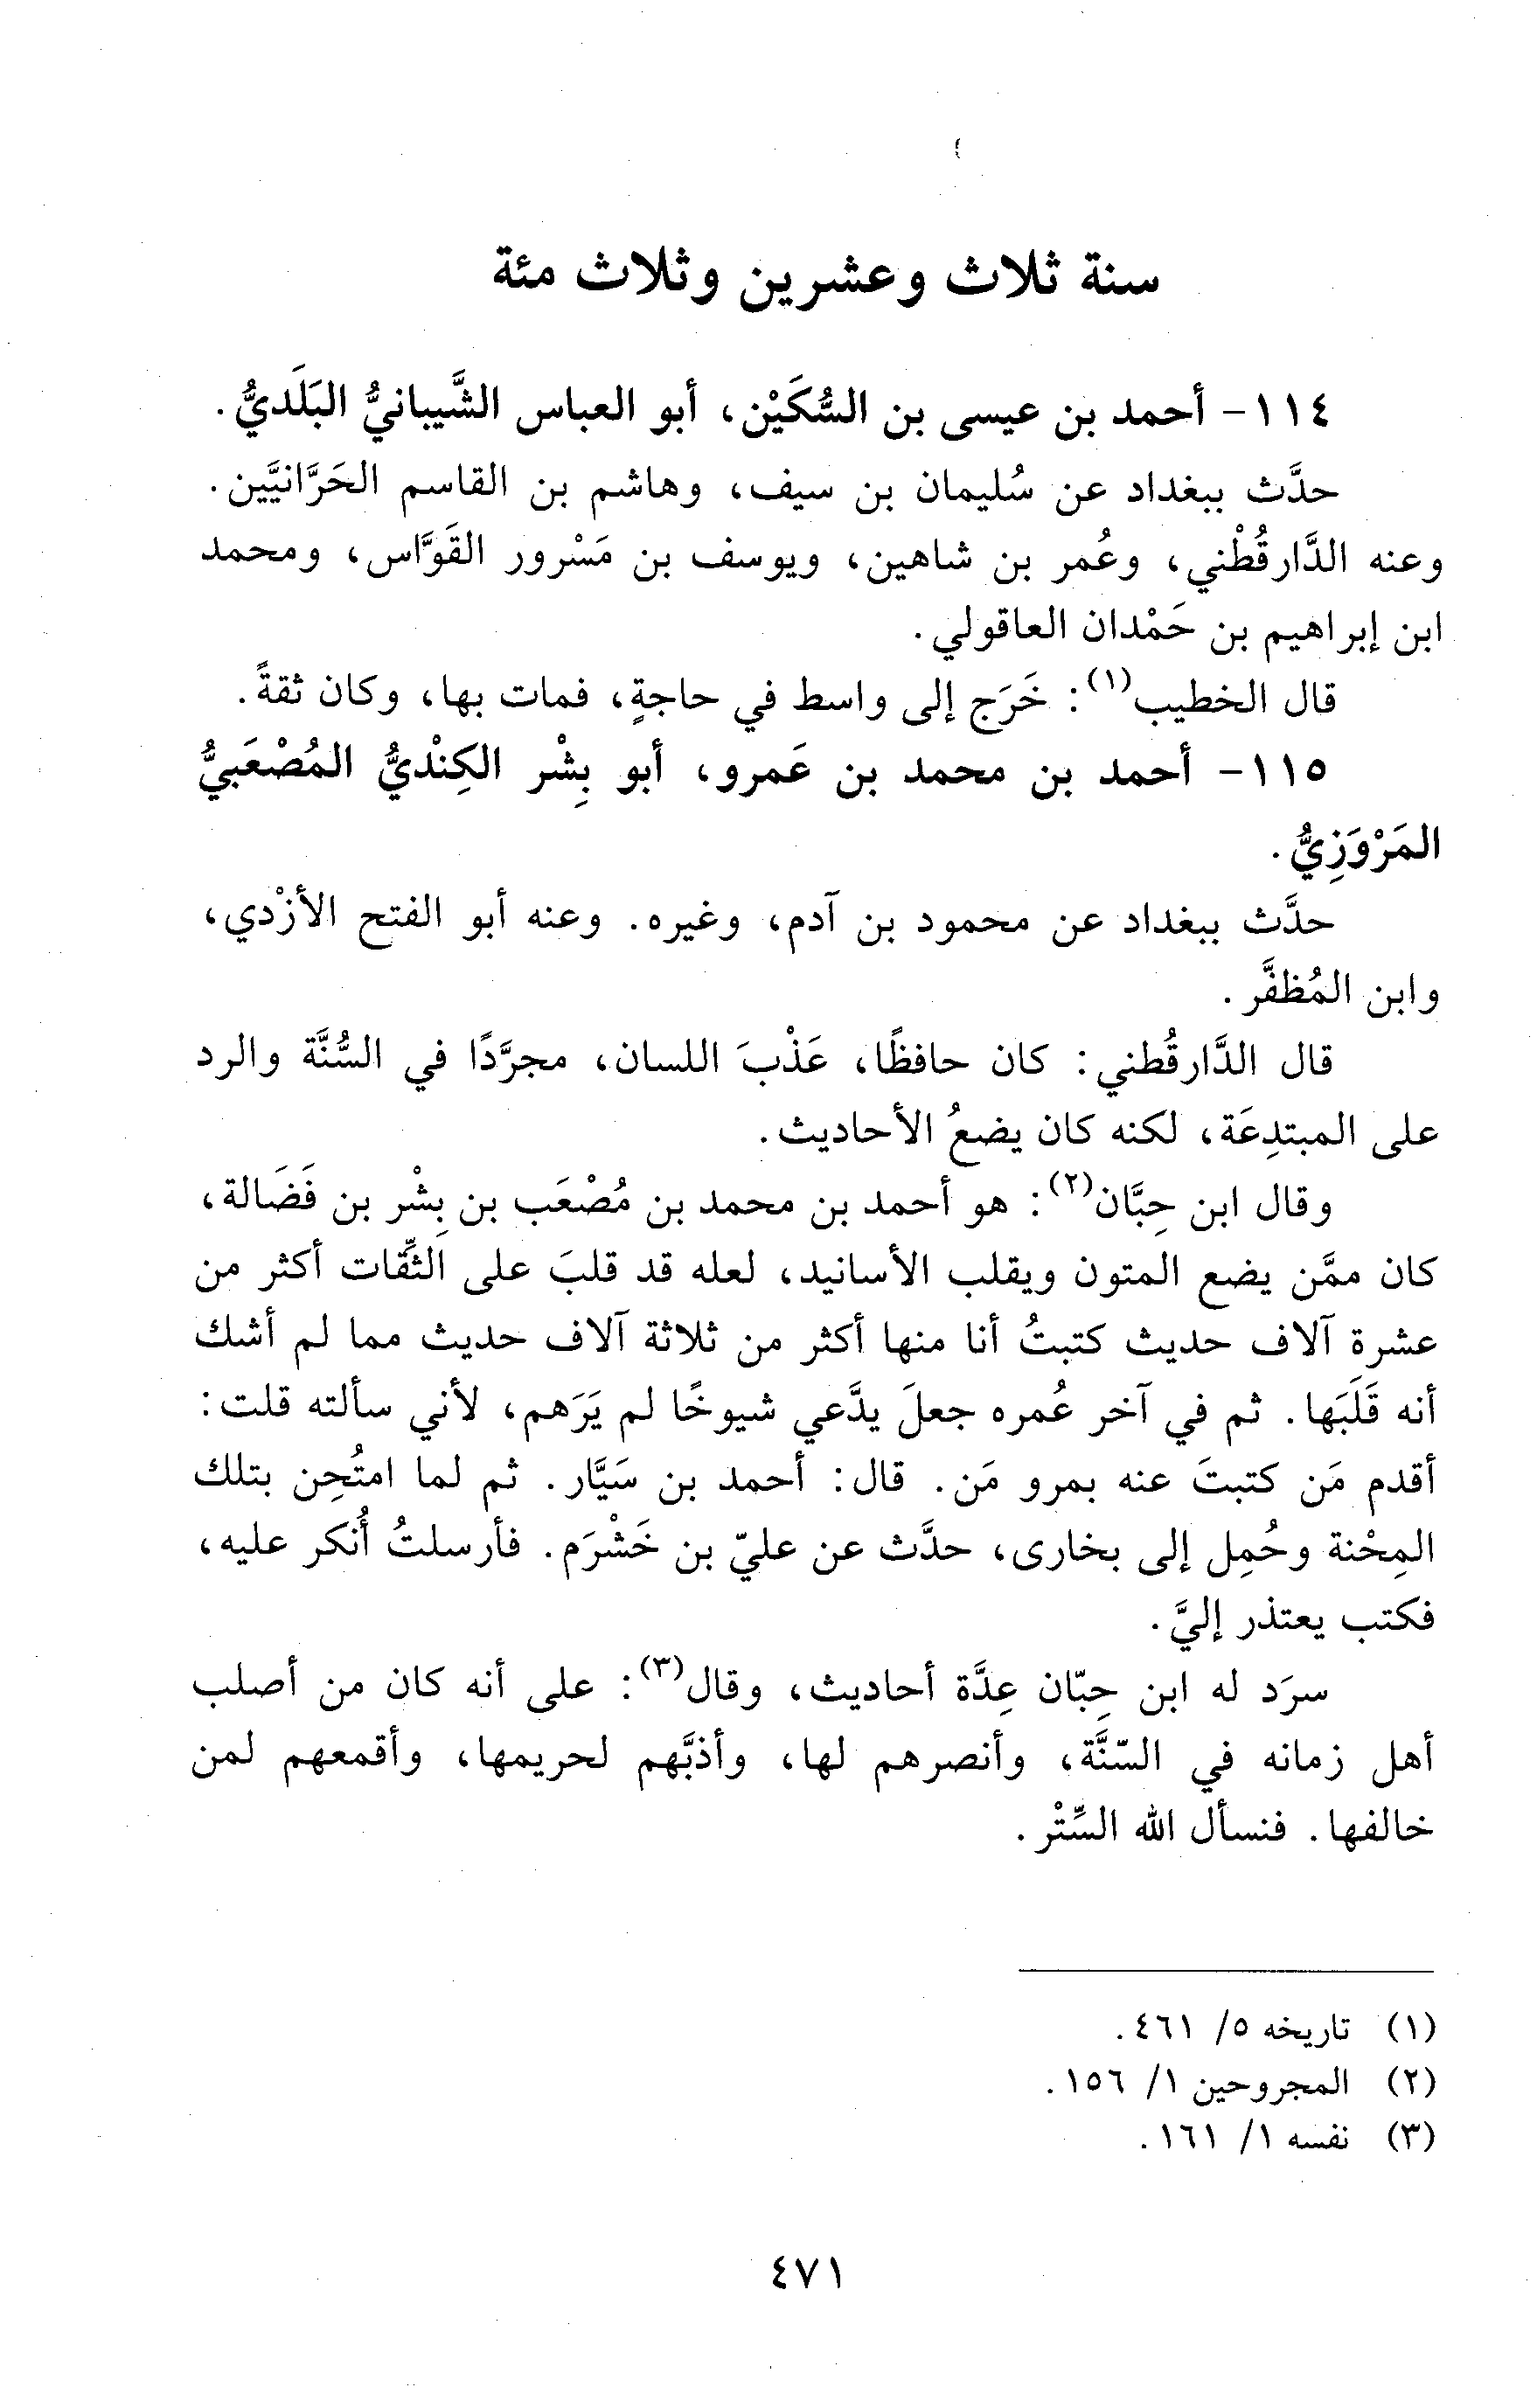 سنة ثلاث وعشرين وثلاث مئة
١١٤- أحمد بن عيسى بن السُّكَيْن، أبو العباس الشَّيبانيُّ البَلَديُّ.
حدَّث ببغداد عن سُليمان بن سيف، وهاشم بن القاسم الحَرَّانيَّين.
وعنه الدَّارقُطْني، وعُمر بن شاهين، ويوسف بن مَسْرور القَوَّاس، ومحمد
ابن إبراهيم بن حَمْدان العاقولي.
قال الخطيب(١): خَرَج إلى واسط في حاجةٍ، فمات بها، وكان ثقةً.
١١٥- أحمد بن محمد بن عَمرو، أبو بِشْر الكِنْديُّ المُصْعَبيُّ
المَرْوَزِيُّ.
حدَّث ببغداد عن محمود بن آدم، وغيره. وعنه أبو الفتح الأزْدي،
وابن المُظفَّر.
قال الدَّارقُطني: كان حافظًا، عَذْبَ اللسان، مجرَّدًا في السُّنَّة والرد
على المبتدِعَة، لكنه كان يضعُ الأحاديث.
وقال ابن حِبَّان(٢): هو أحمد بن محمد بن مُصْعَب بن بِشْر بن فَضَالة،
كان ممَّن يضع المتون ويقلب الأسانيد، لعله قد قلبَ على الثِّقات أكثر من
عشرة آلاف حديث كتبتُ أنا منها أكثر من ثلاثة آلاف حديث مما لم أشك
أنه قَلَبَها. ثم في آخر عُمره جعلَ يدَّعي شيوخًا لم يَرَهم، لأني سألته قلت:
أقدم مَن كتبتَ عنه بمرو مَن. قال: أحمد بن سَيَّار. ثم لما امتُحِن بتلك
المِحْنة وحُمِل إلى بخارى، حدَّث عن عليّ بن خَشْرَم. فأرسلتُ أُنكر عليه،
فكتب يعتذر إليَّ.
سرَد له ابن حِبّان عِدَّة أحاديث، وقال(٣): على أنه كان من أصلب
أهل زمانه في السّنَّة، وأنصرهم لها، وأذبَّهم لحريمها، وأقمعهم لمن
خالفها. فنسأل الله السِّتْر.
(١) تاريخه ٥/ ٤٦١.
(٢) المجروحين ١/ ١٥٦.
(٣) نفسه ١/ ١٦١.
٤٧١